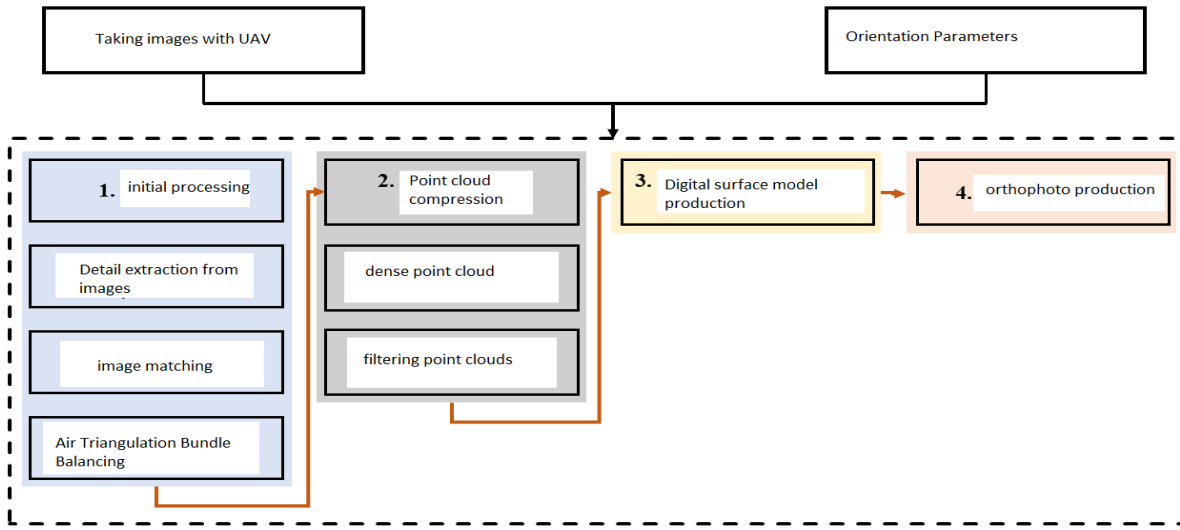 Taking images with UAV
Orientation Parameters
1. initial processing
Detail extraction from
images
image matching
Air Triangulation Bundle
Balancing
2. Point cloud
compression
dense point cloud
filtering point clouds
3. Digital surface model
production
4. orthophoto production